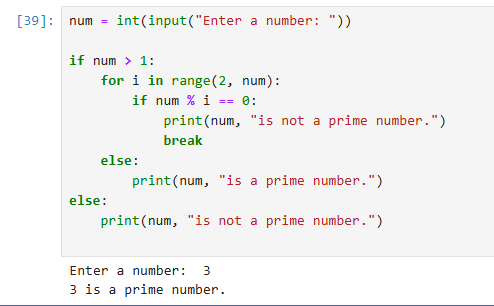 [39]: num = int(input("Enter a number: "))
if num > 1:
    for i in range(2, num):
        if num % i == 0:
            print(num, "is not a prime number.")
            break
    else:
        print(num, "is a prime number.")
else:
    print(num, "is not a prime number.")
Enter a number:  3
3 is a prime number.